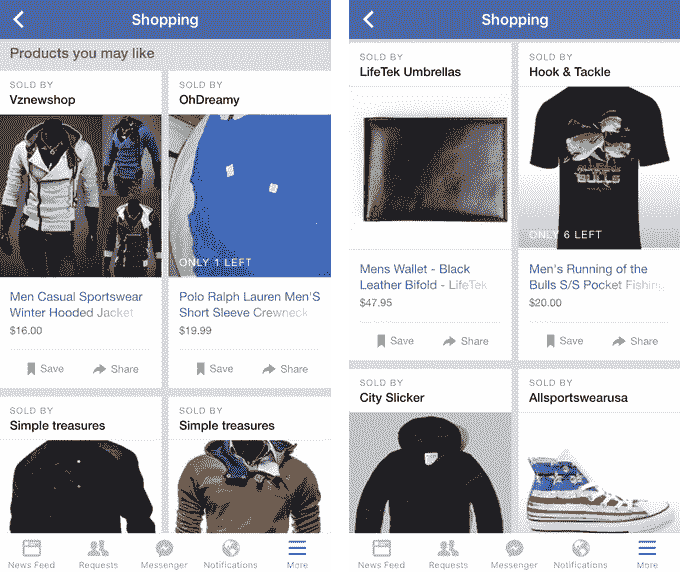 Shopping
Products you may like
SOLD BY
Vznewshop
SOLD BY
OhDreamy
ONLY 1 LEFT
Men Casual Sportswear
Winter Hooded Jacket
$16.00
Polo Ralph Lauren Men'S
Short Sleeve Crewneck
$19.99
Save
Share
Save
Share
SOLD BY
Simple treasures
SOLD BY
Simple treasures
News Feed
Requests
Messenger
Notifications
More
Shopping
SOLD BY
LifeTek Umbrellas
SOLD BY
Hook & Tackle
BULLS
ONLY 6 LEFT
Mens Wallet - Black
Leather Bifold - LifeTek
$47.95
Men's Running of the
Bulls S/S Pocket Fishing
$20.00
Save
Share
Save
Share
SOLD BY
City Slicker
SOLD BY
Allsportswearusa
News Feed
Requests
Messenger
Notifications
More